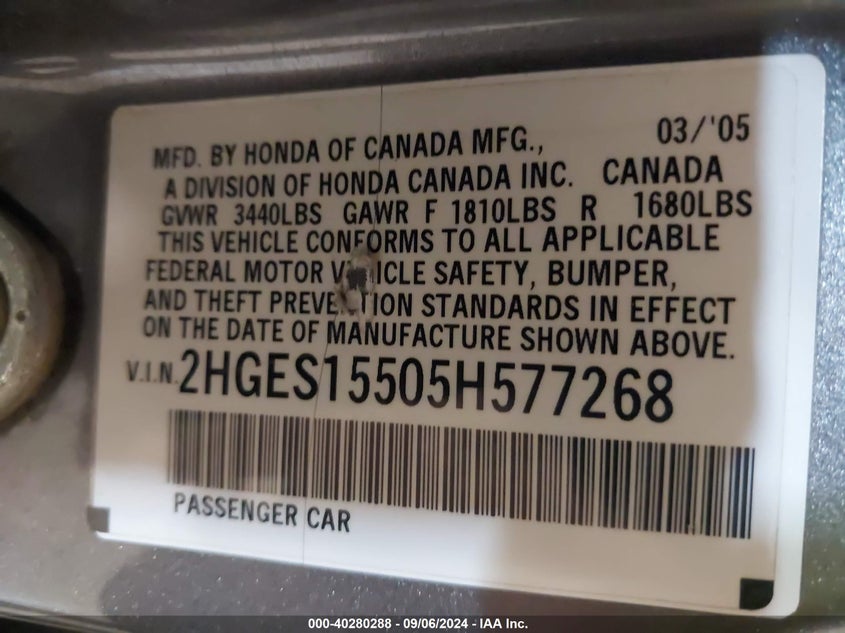 MFD. BY HONDA OF CANADA MFG., 03/'05
A DIVISION OF HONDA CANADA INC. CANADA
GVWR 3440LBS GAWR F 1810LBS R 1680LBS
THIS VEHICLE CONFORMS TO ALL APPLICABLE
FEDERAL MOTOR VEHICLE SAFETY, BUMPER,
AND THEFT PREVENTION STANDARDS IN EFFECT
ON THE DATE OF MANUFACTURE SHOWN ABOVE.
V.I.N. 2HGES15505H577268
PASSENGER CAR
000-40280288 - 09/06/2024 - IAA Inc.